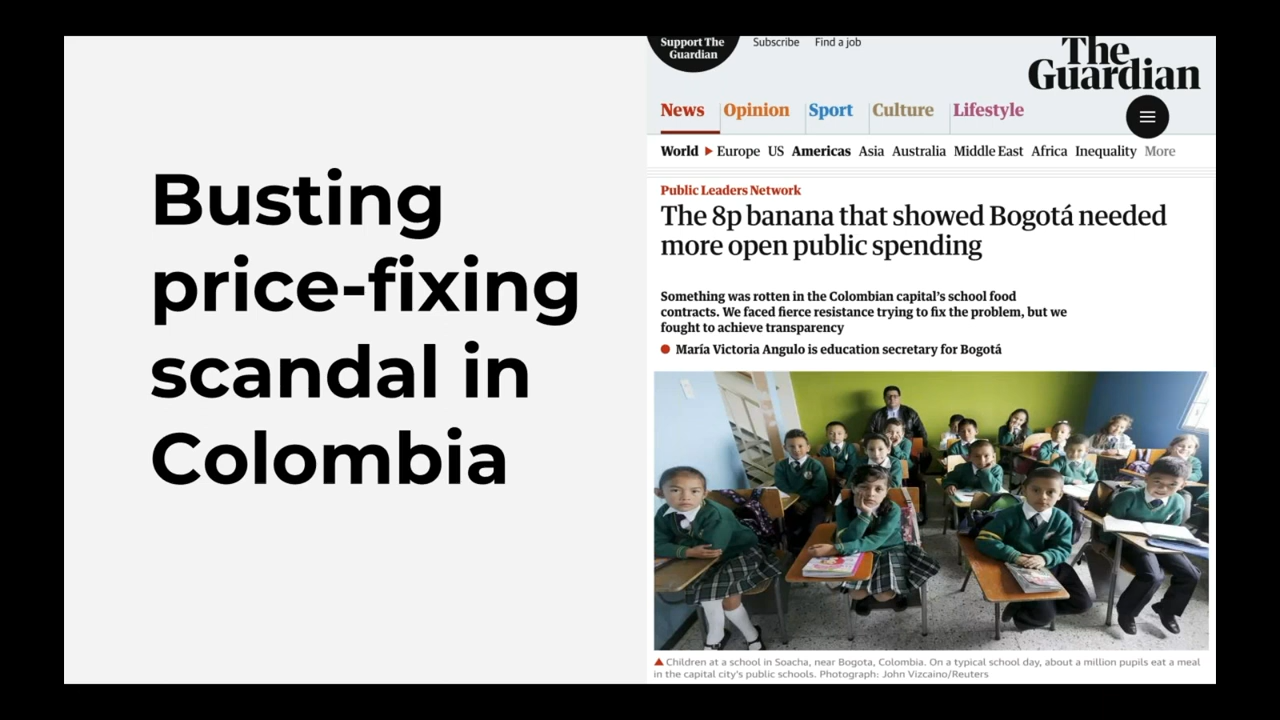 Busting
price-fixing
scandal in
Colombia
Support The
Guardian
Subscribe Find a job
The
Guardian
News Opinion Sport Culture Lifestyle
World Europe US Americas Asia Australia Middle East Africa Inequality More
Public Leaders Network
The 8p banana that showed Bogotá needed
more open public spending
Something was rotten in the Colombian capital's school food
contracts. We faced fierce resistance trying to fix the problem, but we
fought to achieve transparency
María Victoria Angulo is education secretary for Bogotá
Children at a school in Soacha, near Bogota, Colombia. On a typical school day, about a million pupils eat a meal
in the capital city's public schools. Photograph: John Vizcaino/Reuters